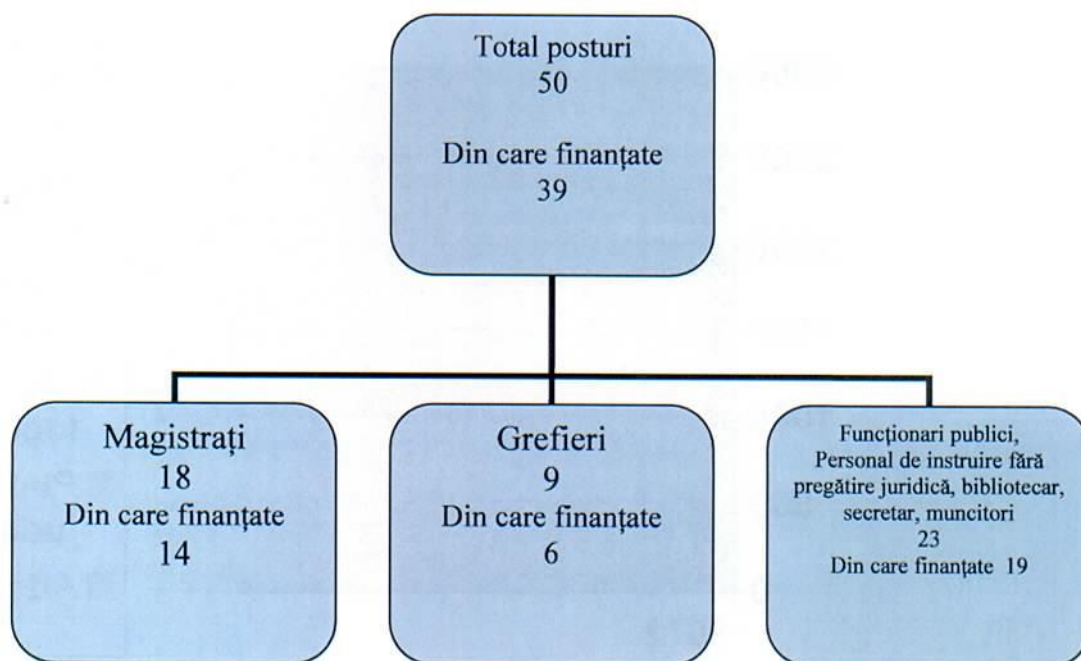 Total posturi
50
Din care finanțate
39
Magistrați
18
Din care finanțate
14
Grefieri
9
Din care finanțate
6
Funcționari publici,
Personal de instruire fără
pregătire juridică, bibliotecar,
secretar, muncitori
23
Din care finanțate 19